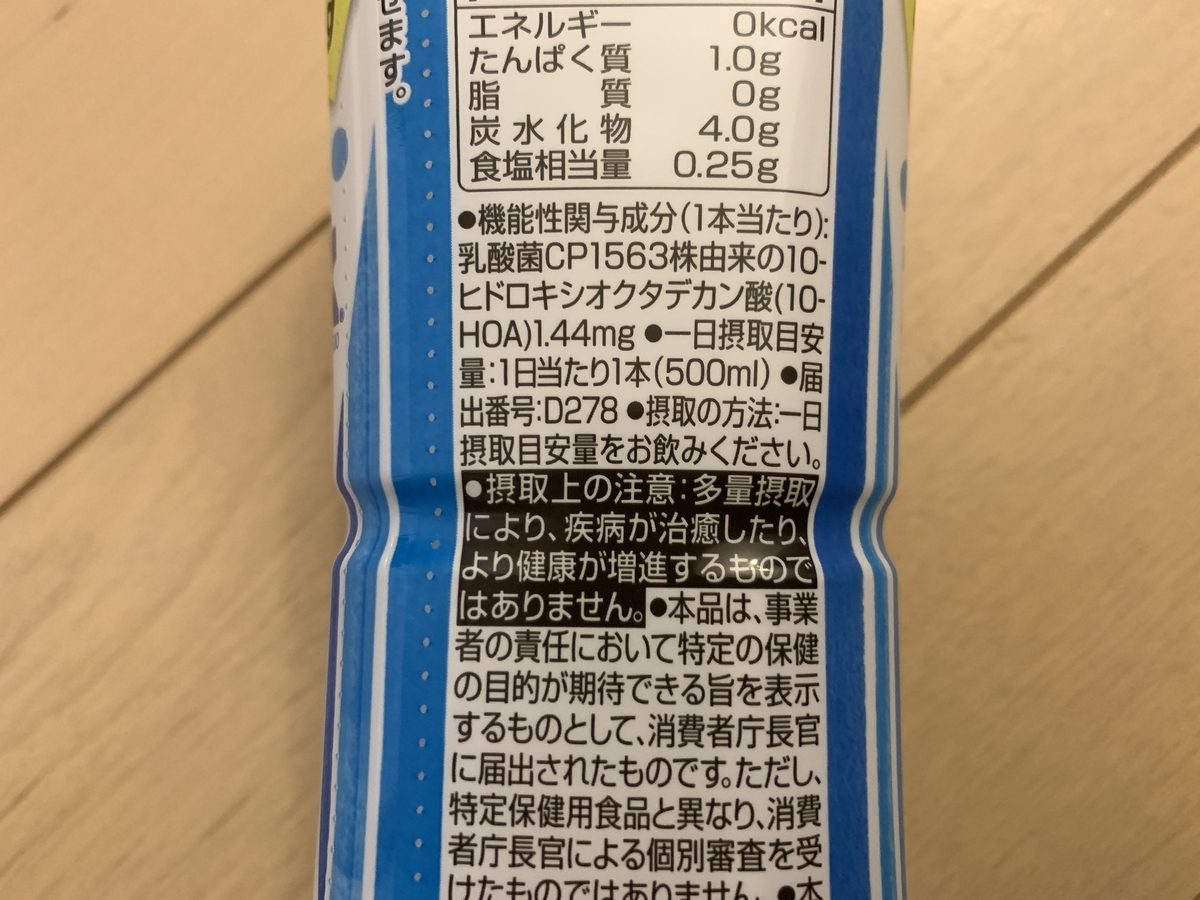 せます。
エネルギー 0kcal
たんぱく質 1.0g
脂質 0g
炭水化物 4.0g
食塩相当量 0.25g
●機能性関与成分(1本当たり):
乳酸菌CP1563株由来の10-
ヒドロキシオクタデカン酸(10-
HOA)1.44mg ●一日摂取目安
量:1日当たり1本(500ml) ●届
出番号:D278 ●摂取の方法:一日
摂取目安量をお飲みください。
●摂取上の注意:多量摂取
により、疾病が治癒したり、
より健康が増進するもので
はありません。●本品は、事業
者の責任において特定の保健
の目的が期待できる旨を表示
するものとして、消費者庁長官
に届出されたものです。ただし、
特定保健用食品と異なり、消費
者庁長官による個別審査を受
けたものではありません。●本